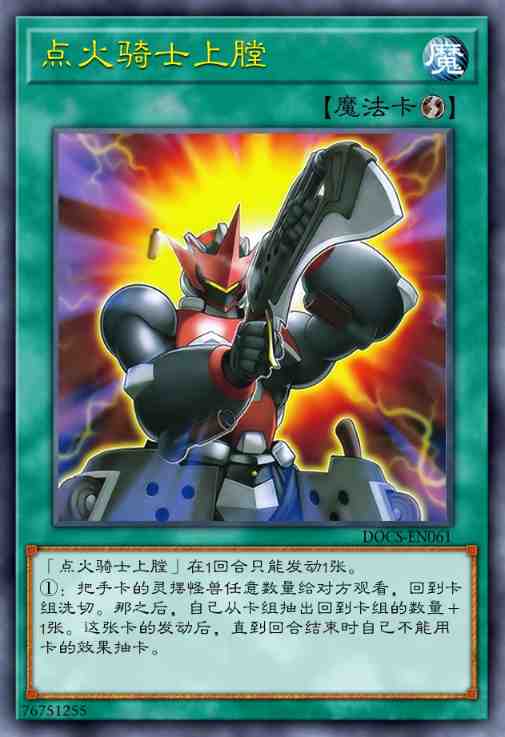 点火骑士上膛
魔
【魔法卡】
DOCS-EN061
「点火骑士上膛」在1回合只能发动1张。
①：把手卡的灵摆怪兽任意数量给对方观看，回到卡
组洗切。那之后，自己从卡组抽出回到卡组的数量＋
1张。这张卡的发动后，直到回合结束时自己不能用
卡的效果抽卡。
76751255